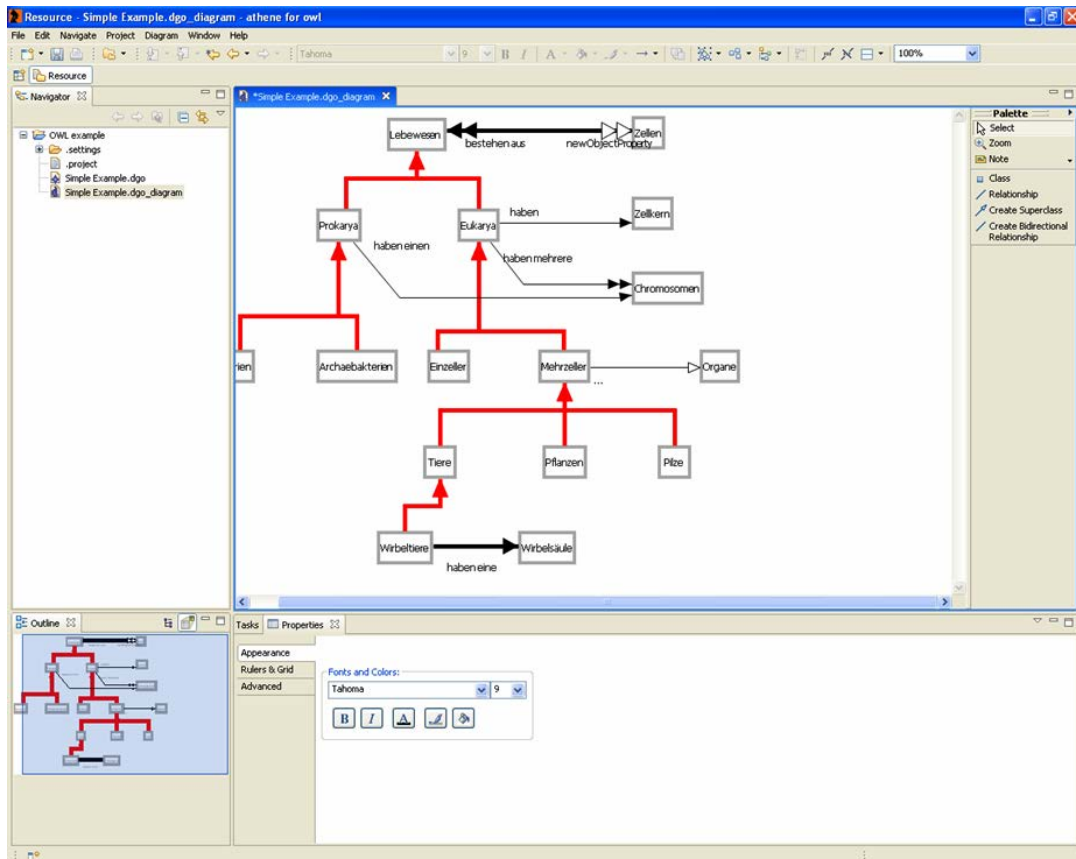 Resource - Simple Example.dgo_diagram - athene for owl
File Edit Navigate Project Diagram Window Help
Tahoma 9 B I A 100%
Resource
Navigator
OWL example
.settings
.project
Simple Example.dgo
Simple Example.dgo_diagram
*Simple Example.dgo_diagram
Lebewesen
bestehen aus
newObjectProperty
Zellen
Prokarya
Eukarya
haben
Zellkern
haben einen
haben mehrere
Chromosomen
rien
Archaebakterien
Einzeller
Mehrzeller
...
Organe
Tiere
Pflanzen
Pilze
Wirbeltiere
haben eine
Wirbelsäule
Palette
Select
Zoom
Note
Class
Relationship
Create Superclass
Create Bidirectional
Relationship
Outline
Tasks Properties
Appearance
Rulers & Grid
Advanced
Fonts and Colors:
Tahoma 9
B I A